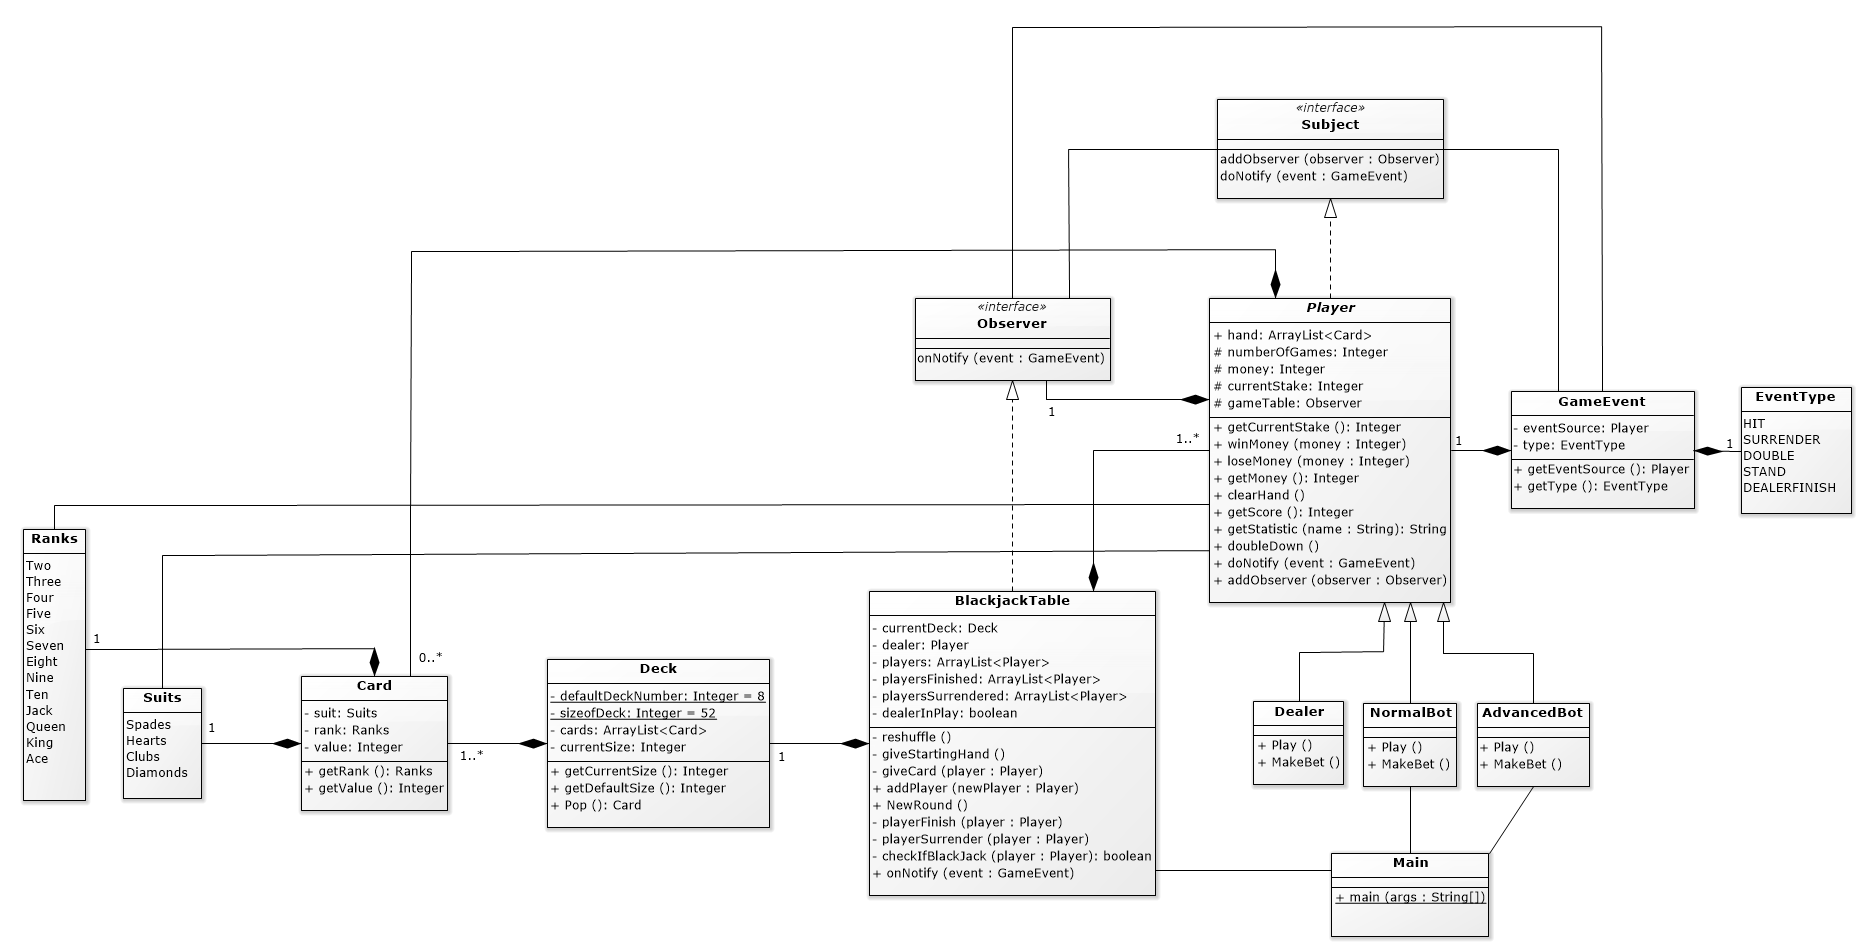 «interface»
Subject
addObserver (observer : Observer)
doNotify (event : GameEvent)
«interface»
Observer
onNotify (event : GameEvent)
1
Player
+ hand: ArrayList<Card>
# numberOfGames: Integer
# money: Integer
# currentStake: Integer
# gameTable: Observer
+ getCurrentStake (): Integer
+ winMoney (money : Integer)
+ loseMoney (money : Integer)
+ getMoney (): Integer
+ clearHand ()
+ getScore (): Integer
+ getStatistic (name : String): String
+ doubleDown ()
+ doNotify (event : GameEvent)
+ addObserver (observer : Observer)
1..*
1
GameEvent
- eventSource: Player
- type: EventType
+ getEventSource (): Player
+ getType (): EventType
1
EventType
HIT
SURRENDER
DOUBLE
STAND
DEALERFINISH
Ranks
Two
Three
Four
Five
Six
Seven
Eight
Nine
Ten
Jack
Queen
King
Ace
1
Suits
Spades
Hearts
Clubs
Diamonds
1
0..*
Card
- suit: Suits
- rank: Ranks
- value: Integer
+ getRank (): Ranks
+ getValue (): Integer
1..*
Deck
- defaultDeckNumber: Integer = 8
- sizeofDeck: Integer = 52
- cards: ArrayList<Card>
- currentSize: Integer
+ getCurrentSize (): Integer
+ getDefaultSize (): Integer
+ Pop (): Card
1
BlackjackTable
- currentDeck: Deck
- dealer: Player
- players: ArrayList<Player>
- playersFinished: ArrayList<Player>
- playersSurrendered: ArrayList<Player>
- dealerInPlay: boolean
- reshuffle ()
- giveStartingHand ()
- giveCard (player : Player)
+ addPlayer (newPlayer : Player)
+ NewRound ()
- playerFinish (player : Player)
- playerSurrender (player : Player)
- checkIfBlackJack (player : Player): boolean
+ onNotify (event : GameEvent)
Dealer
+ Play ()
+ MakeBet ()
NormalBot
+ Play ()
+ MakeBet ()
AdvancedBot
+ Play ()
+ MakeBet ()
Main
+ main (args : String[])